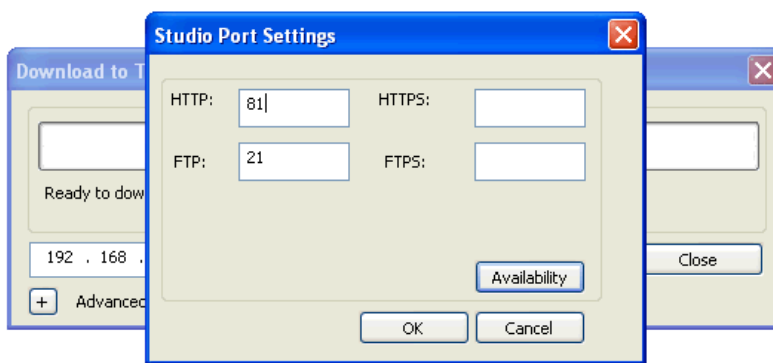 Studio Port Settings
Download to T
HTTP: 81 HTTPS:
FTP: 21 FTPS:
Ready to dow
192 . 168 .
Close
Availability
+ Advanced
OK Cancel